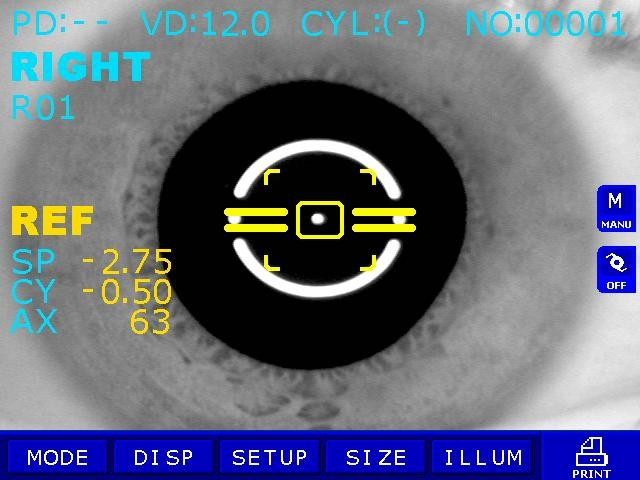 PD:-- VD:12.0 CYL:(-) NO:00001
RIGHT
R01
REF
SP -2.75
CY -0.50
AX 63
M
MANU
OFF
MODE DISP SETUP SIZE ILLUM PRINT